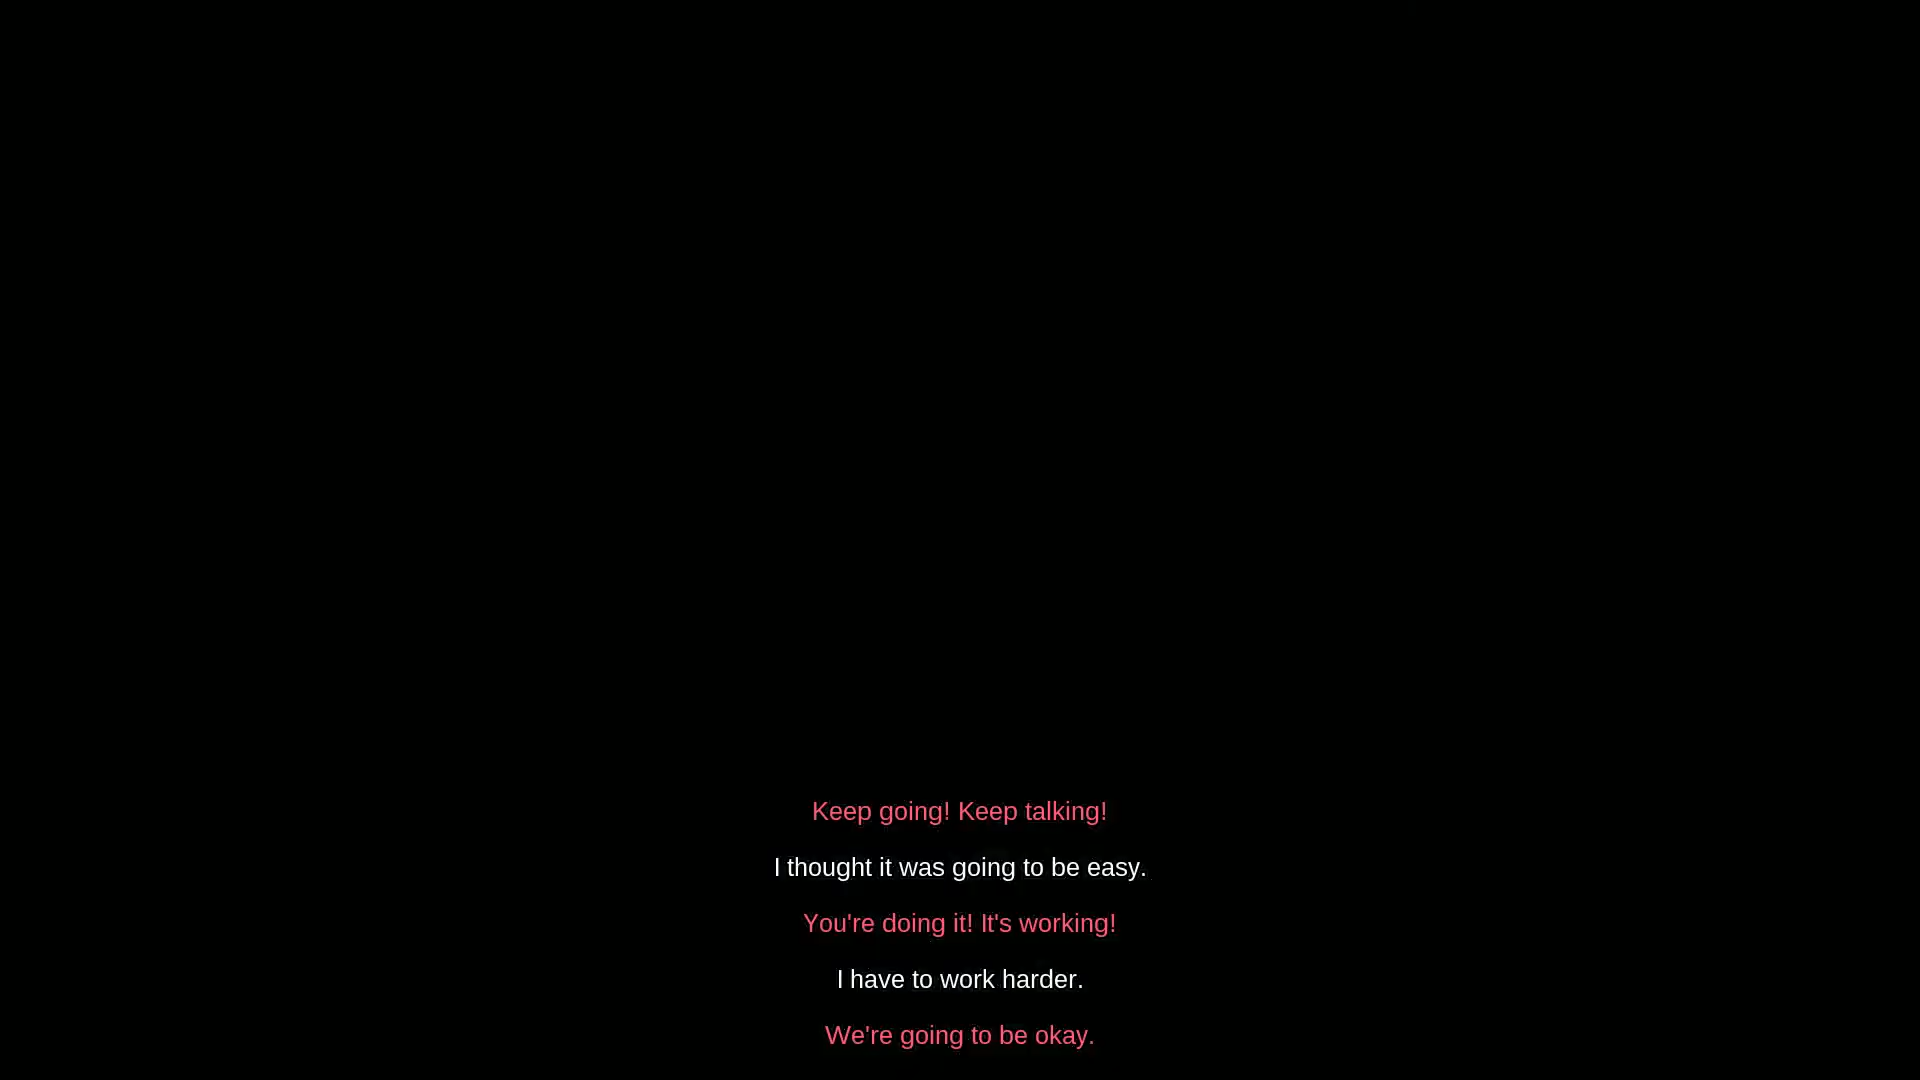 Keep going! Keep talking!
I thought it was going to be easy.
You're doing it! It's working!
I have to work harder.
We're going to be okay.